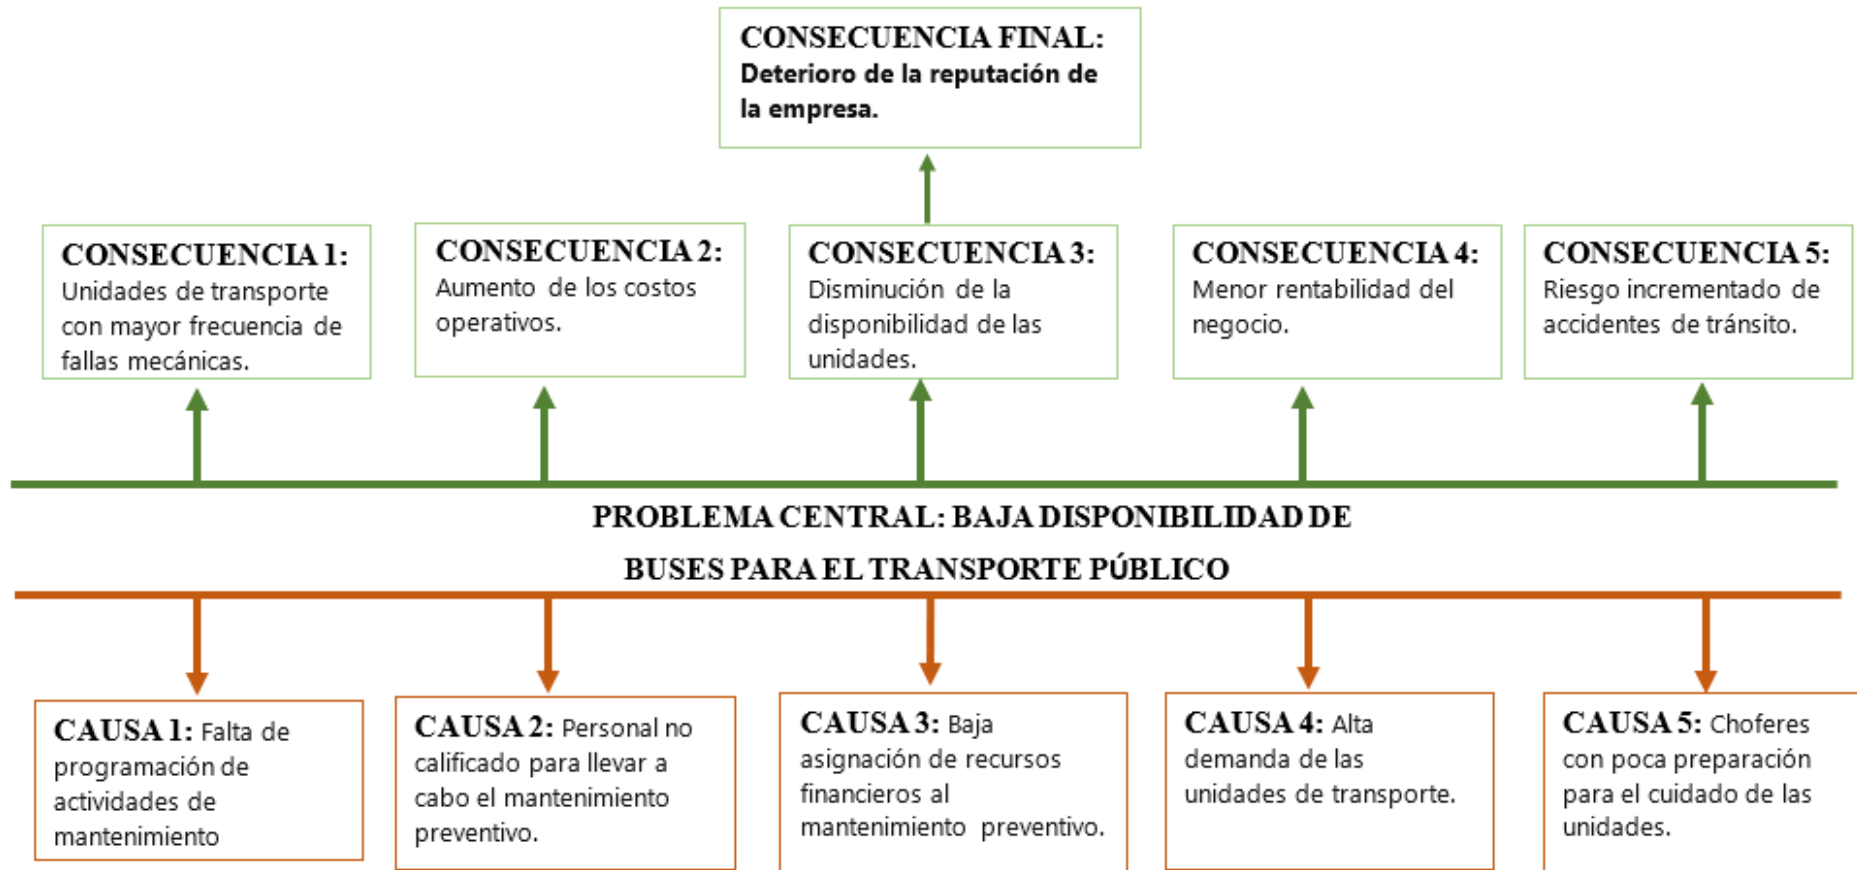 CONSECUENCIA FINAL:
Deterioro de la reputación de
la empresa.
CONSECUENCIA 1:
Unidades de transporte
con mayor frecuencia de
fallas mecánicas.
CONSECUENCIA 2:
Aumento de los costos
operativos.
CONSECUENCIA 3:
Disminución de la
disponibilidad de las
unidades.
CONSECUENCIA 4:
Menor rentabilidad del
negocio.
CONSECUENCIA 5:
Riesgo incrementado de
accidentes de tránsito.
PROBLEMA CENTRAL: BAJA DISPONIBILIDAD DE
BUSES PARA EL TRANSPORTE PÚBLICO
CAUSA 1: Falta de
programación de
actividades de
mantenimiento
CAUSA 2: Personal no
calificado para llevar a
cabo el mantenimiento
preventivo.
CAUSA 3: Baja
asignación de recursos
financieros al
mantenimiento preventivo.
CAUSA 4: Alta
demanda de las
unidades de transporte.
CAUSA 5: Choferes
con poca preparación
para el cuidado de las
unidades.